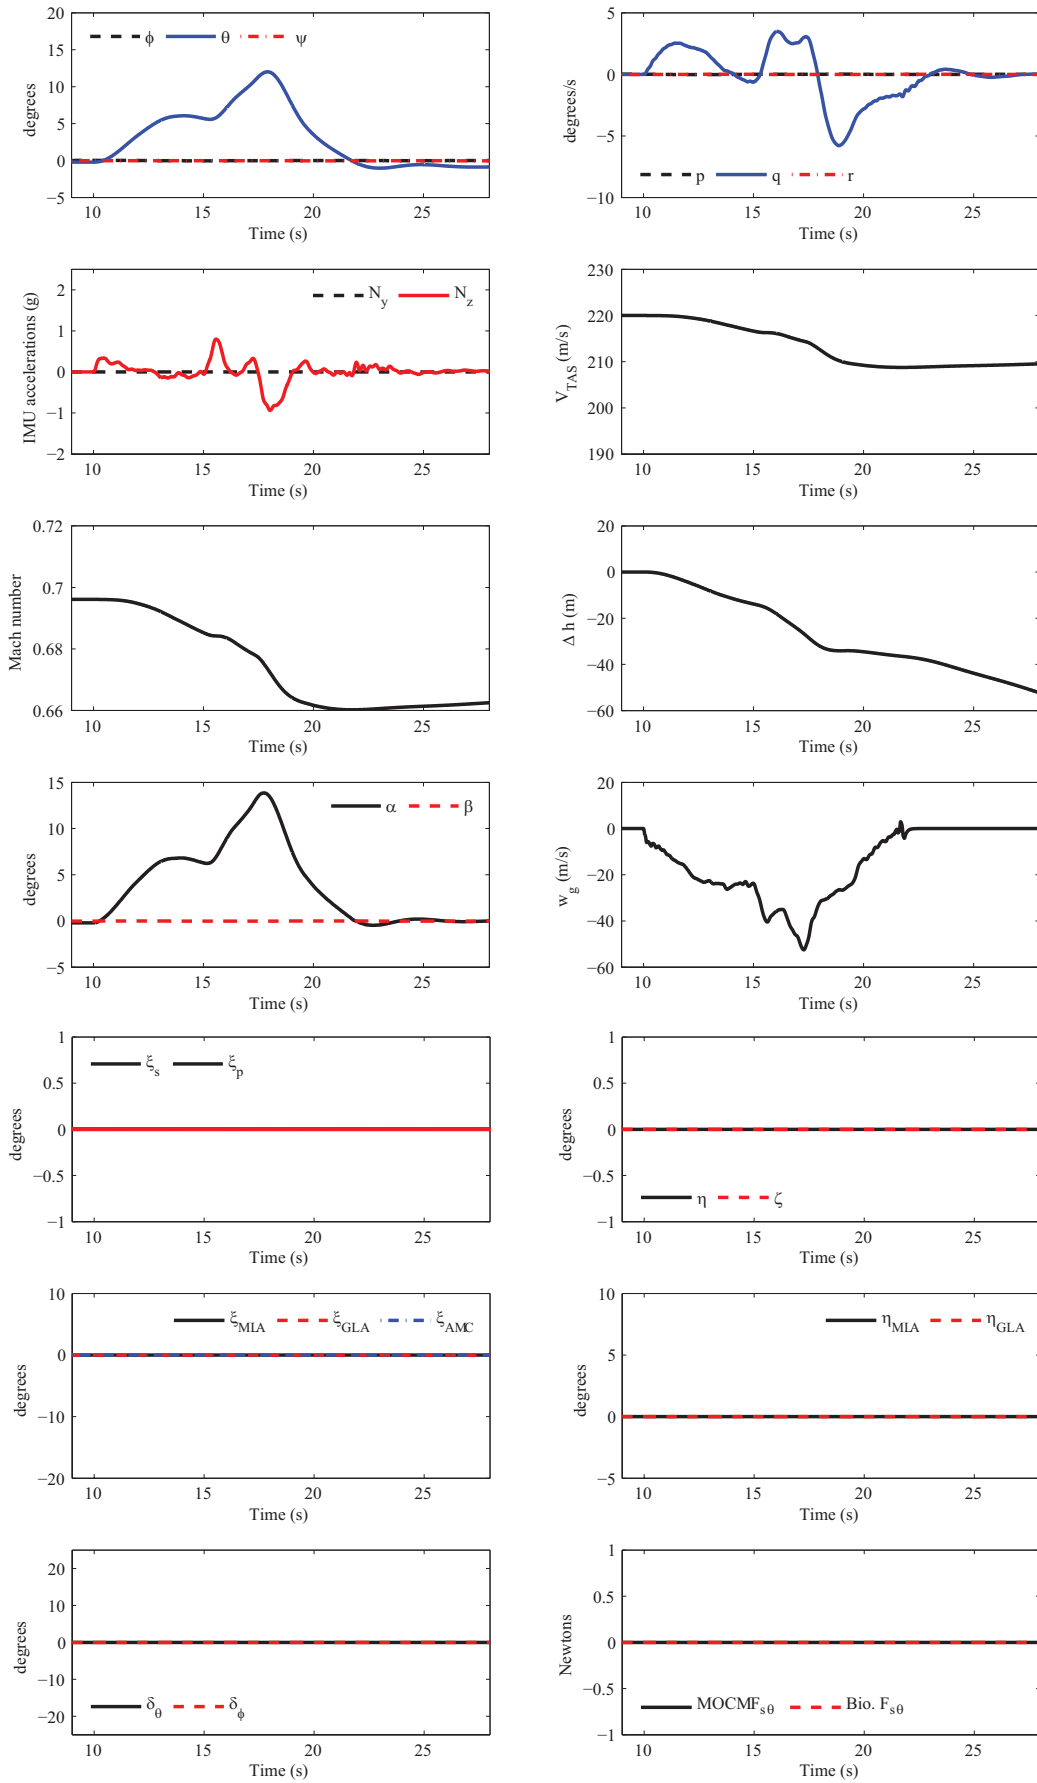 20
15
10
5
0
−5
10 15 20 25
Time (s)
degrees
ϕ θ ψ
5
0
−5
−10
10 15 20 25
Time (s)
degrees/s
p q r
2
1
0
−1
−2
10 15 20 25
Time (s)
IMU accelerations (g)
N_y N_z
230
220
210
200
190
10 15 20 25
Time (s)
V_TAS (m/s)
0.72
0.7
0.68
0.66
10 15 20 25
Time (s)
Mach number
20
0
−20
−40
−60
10 15 20 25
Time (s)
Δ h (m)
15
10
5
0
−5
10 15 20 25
Time (s)
degrees
α β
20
0
−20
−40
−60
10 15 20 25
Time (s)
w_g (m/s)
1
0.5
0
−0.5
−1
10 15 20 25
Time (s)
degrees
ξ_s ξ_p
1
0.5
0
−0.5
−1
10 15 20 25
Time (s)
degrees
η ζ
10
0
−10
−20
10 15 20 25
Time (s)
degrees
ξ_MLA ξ_GLA ξ_AMC
10
5
0
−5
10 15 20 25
Time (s)
degrees
η_MLA η_GLA
20
10
0
−10
−20
10 15 20 25
Time (s)
degrees
δ_θ δ_ϕ
1
0.5
0
−0.5
−1
10 15 20 25
Time (s)
Newtons
MOCMF_sθ Bio. F_sθ